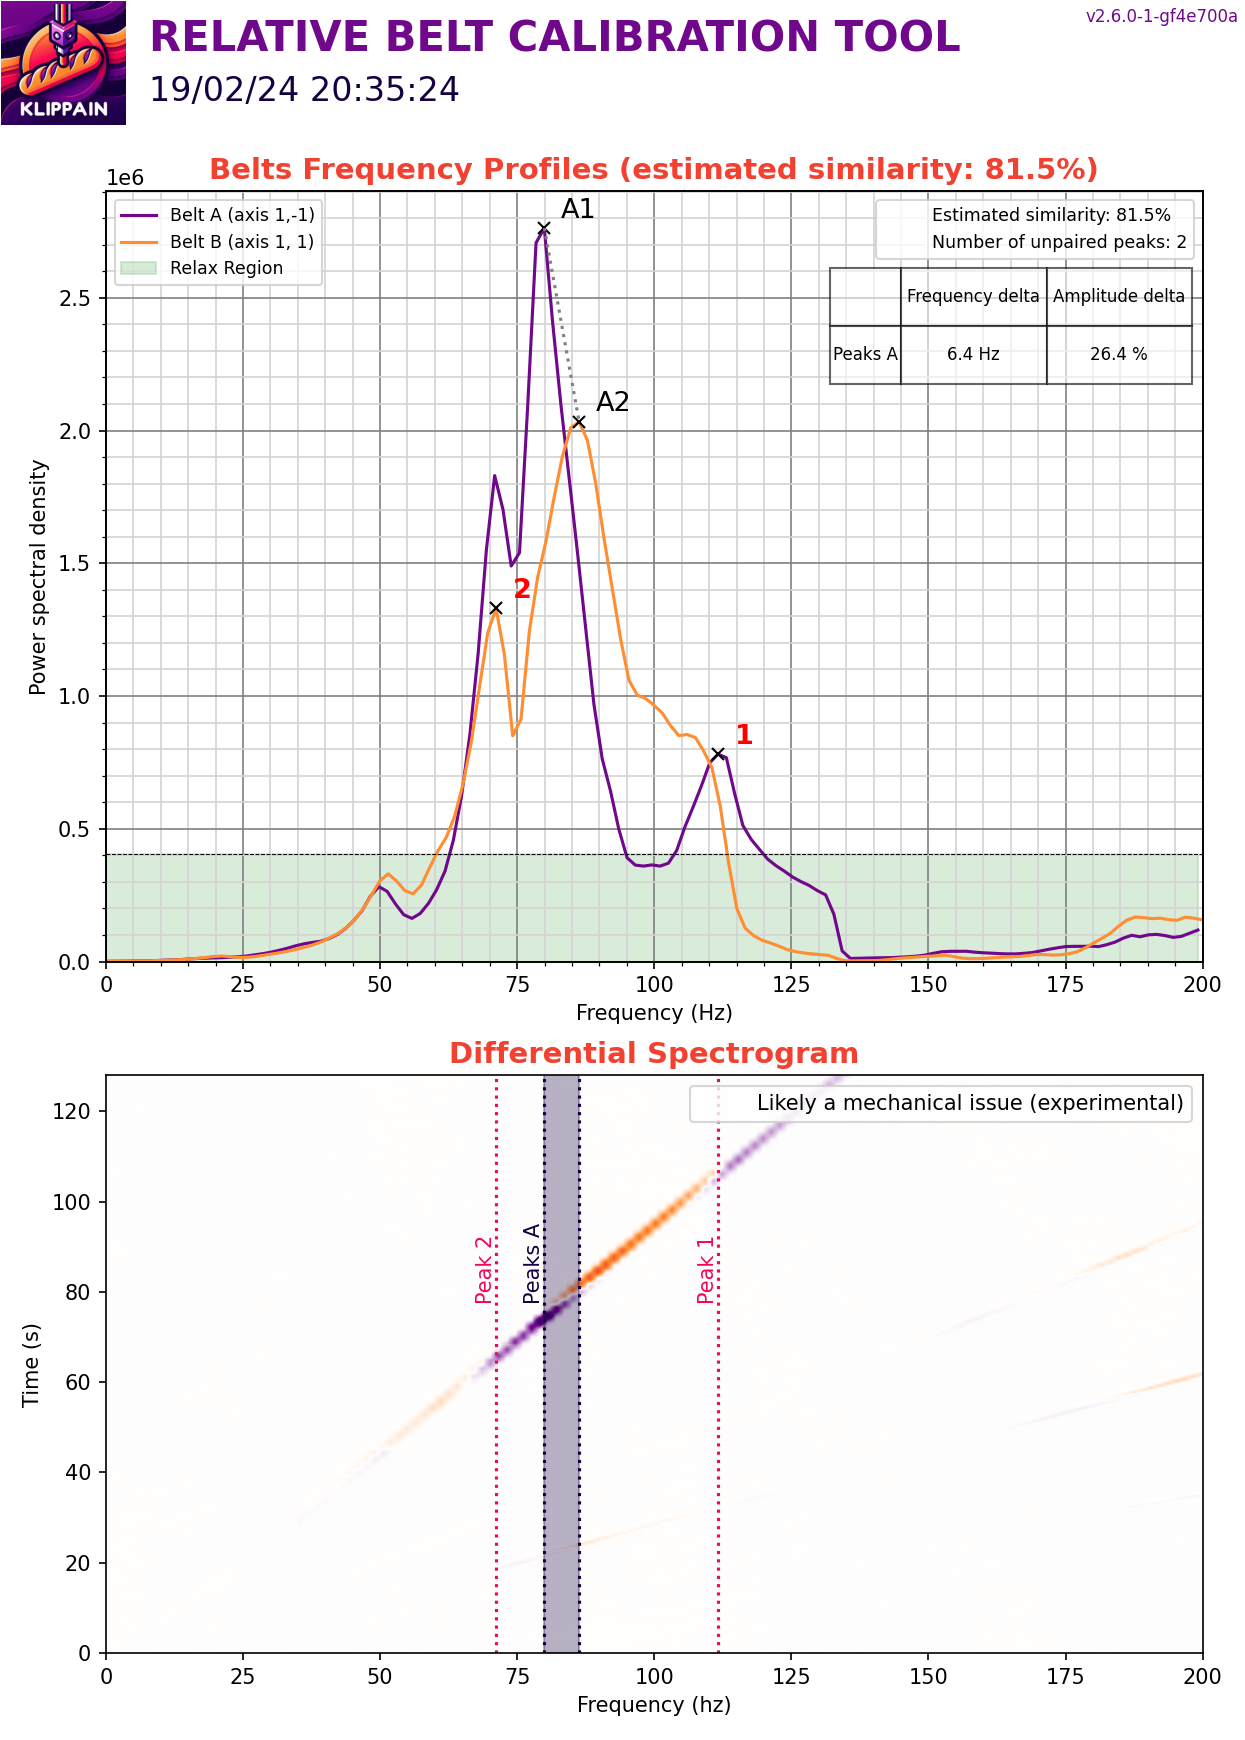 KLIPPAIN
RELATIVE BELT CALIBRATION TOOL
v2.6.0-1-gf4e700a
19/02/24 20:35:24
Belts Frequency Profiles (estimated similarity: 81.5%)
1e6
Belt A (axis 1,-1)
Belt B (axis 1, 1)
Relax Region
Estimated similarity: 81.5%
Number of unpaired peaks: 2
Frequency delta Amplitude delta
Peaks A 6.4 Hz 26.4 %
A1
A2
2
1
Power spectral density
2.5
2.0
1.5
1.0
0.5
0.0
0 25 50 75 100 125 150 175 200
Frequency (Hz)
Differential Spectrogram
Likely a mechanical issue (experimental)
Peak 2
Peaks A
Peak 1
Time (s)
120
100
80
60
40
20
0
0 25 50 75 100 125 150 175 200
Frequency (hz)